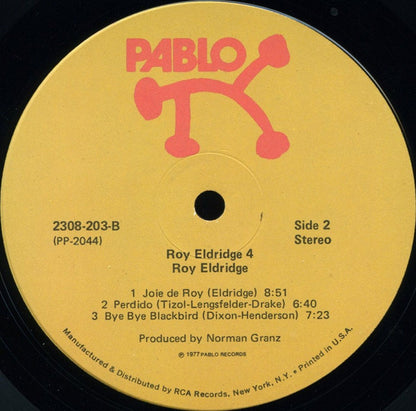 PABLO
2308-203-B
(PP-2044)
Side 2
Stereo
Roy Eldridge 4
Roy Eldridge
1 Joie de Roy (Eldridge) 8:51
2 Perdido (Tizol-Lengsfelder-Drake) 6:40
3 Bye Bye Blackbird (Dixon-Henderson) 7:23
Produced by Norman Granz
℗ 1977 PABLO RECORDS
Manufactured & Distributed by RCA Records, New York, N.Y. • Printed in U.S.A.